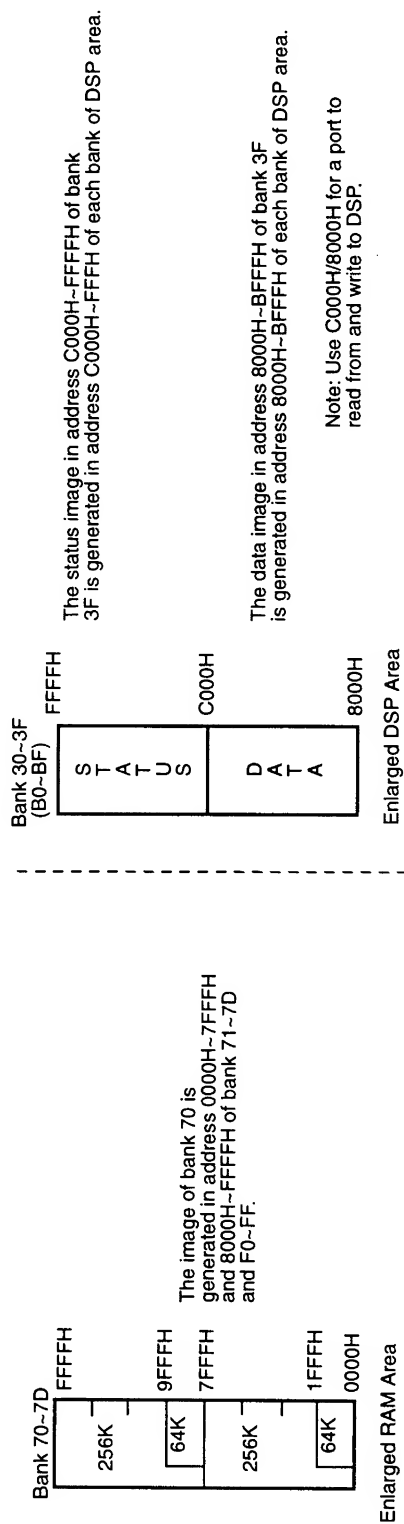 Bank 70~7D
FFFFH
256K
9FFFH
64K
7FFFH
256K
1FFFH
64K
0000H
Enlarged RAM Area
The image of bank 70 is
generated in address 0000H~7FFFH
and 8000H~FFFFH of bank 71~7D
and F0~FF.
Bank 30~3F
(B0~BF)
FFFFH
STATUS
C000H
DATA
8000H
Enlarged DSP Area
The status image in address C000H~FFFFH of bank
3F is generated in address C000H~FFFH of each bank of DSP area.
The data image in address 8000H~BFFFH of bank 3F
is generated in address 8000H~BFFFH of each bank of DSP area.
Note: Use C000H/8000H for a port to
read from and write to DSP.